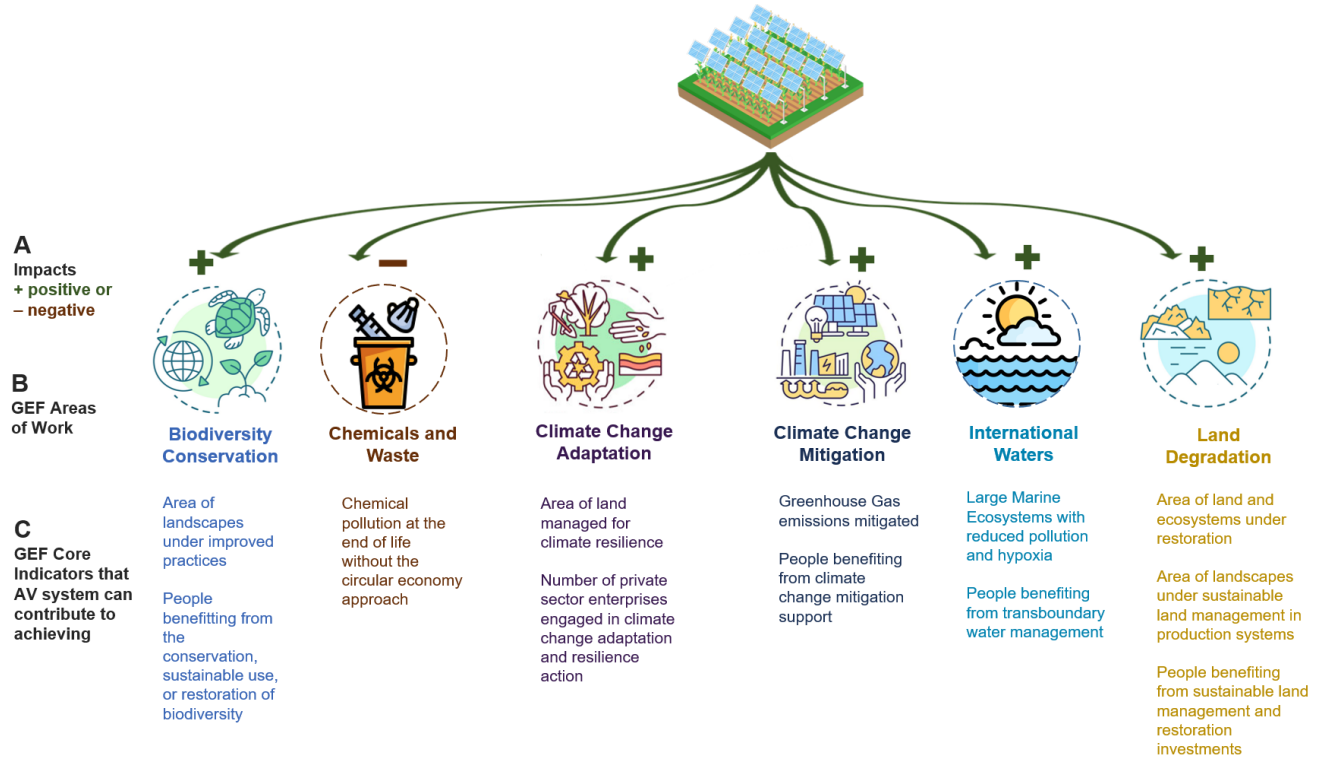 A
Impacts
+ positive or
– negative
B
GEF Areas
of Work
Biodiversity
Conservation
Chemicals and
Waste
Climate Change
Adaptation
Climate Change
Mitigation
International
Waters
Land
Degradation
C
GEF Core
Indicators that
AV system can
contribute to
achieving
Area of
landscapes
under improved
practices
People
benefitting from
the
conservation,
sustainable use,
or restoration of
biodiversity
Chemical
pollution at the
end of life
without the
circular economy
approach
Area of land
managed for
climate resilience
Number of private
sector enterprises
engaged in climate
change adaptation
and resilience
action
Greenhouse Gas
emissions mitigated
People benefiting
from climate
change mitigation
support
Large Marine
Ecosystems with
reduced pollution
and hypoxia
People benefiting
from transboundary
water management
Area of land and
ecosystems under
restoration
Area of landscapes
under sustainable
land management in
production systems
People benefiting
from sustainable land
management and
restoration
investments